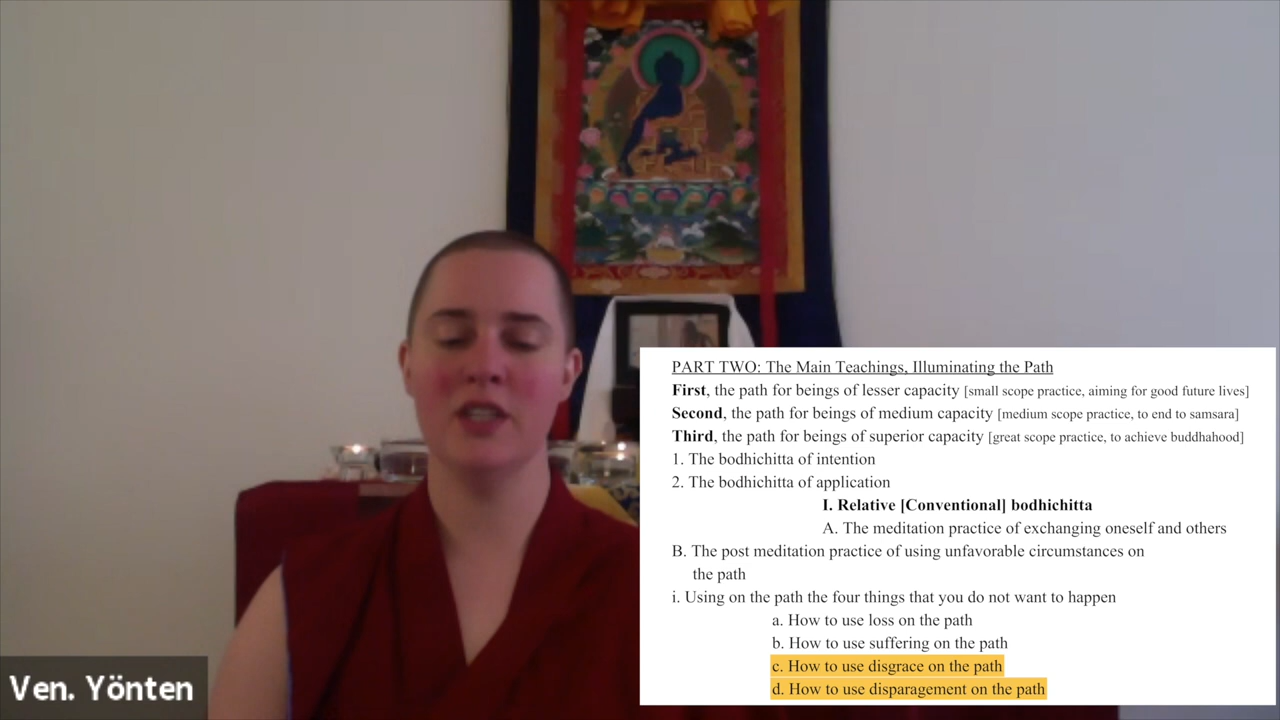 PART TWO: The Main Teachings, Illuminating the Path
First, the path for beings of lesser capacity [small scope practice, aiming for good future lives]
Second, the path for beings of medium capacity [medium scope practice, to end to samsara]
Third, the path for beings of superior capacity [great scope practice, to achieve buddhahood]
1. The bodhichitta of intention
2. The bodhichitta of application
I. Relative [Conventional] bodhichitta
A. The meditation practice of exchanging oneself and others
B. The post meditation practice of using unfavorable circumstances on
the path
i. Using on the path the four things that you do not want to happen
a. How to use loss on the path
b. How to use suffering on the path
c. How to use disgrace on the path
d. How to use disparagement on the path
Ven. Yönten